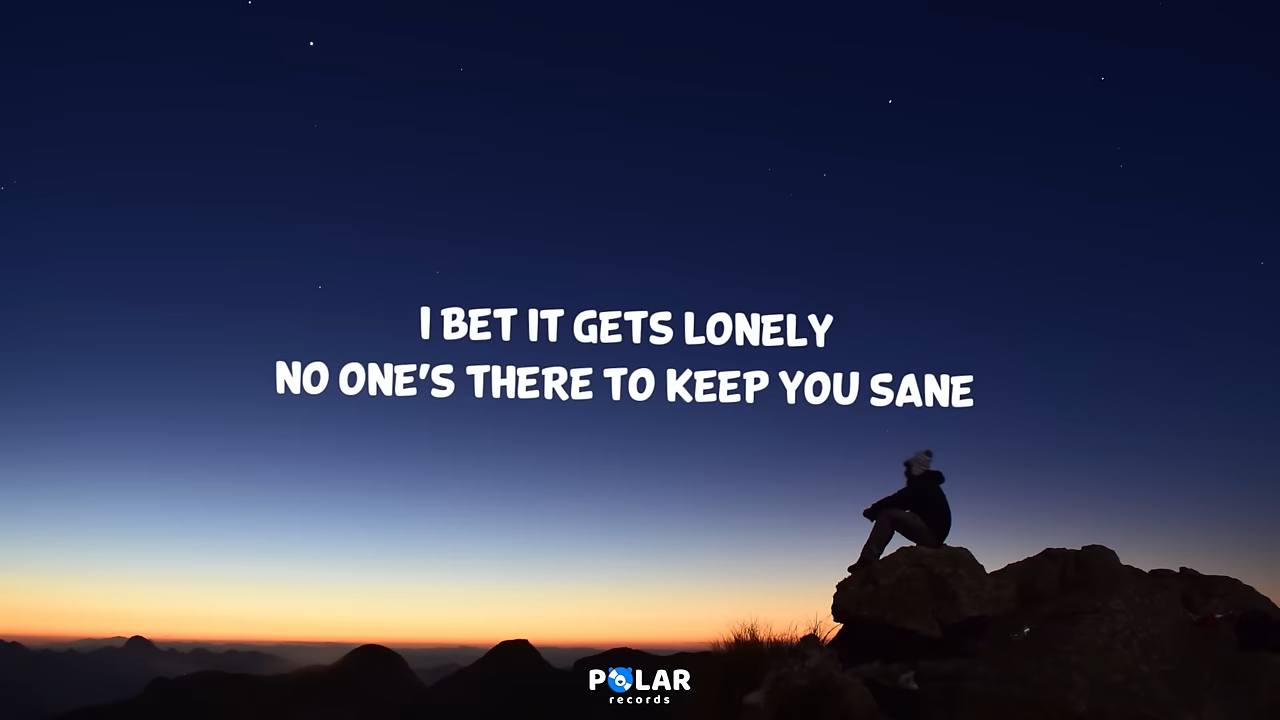 I BET IT GETS LONELY
NO ONE'S THERE TO KEEP YOU SANE
POLAR
records